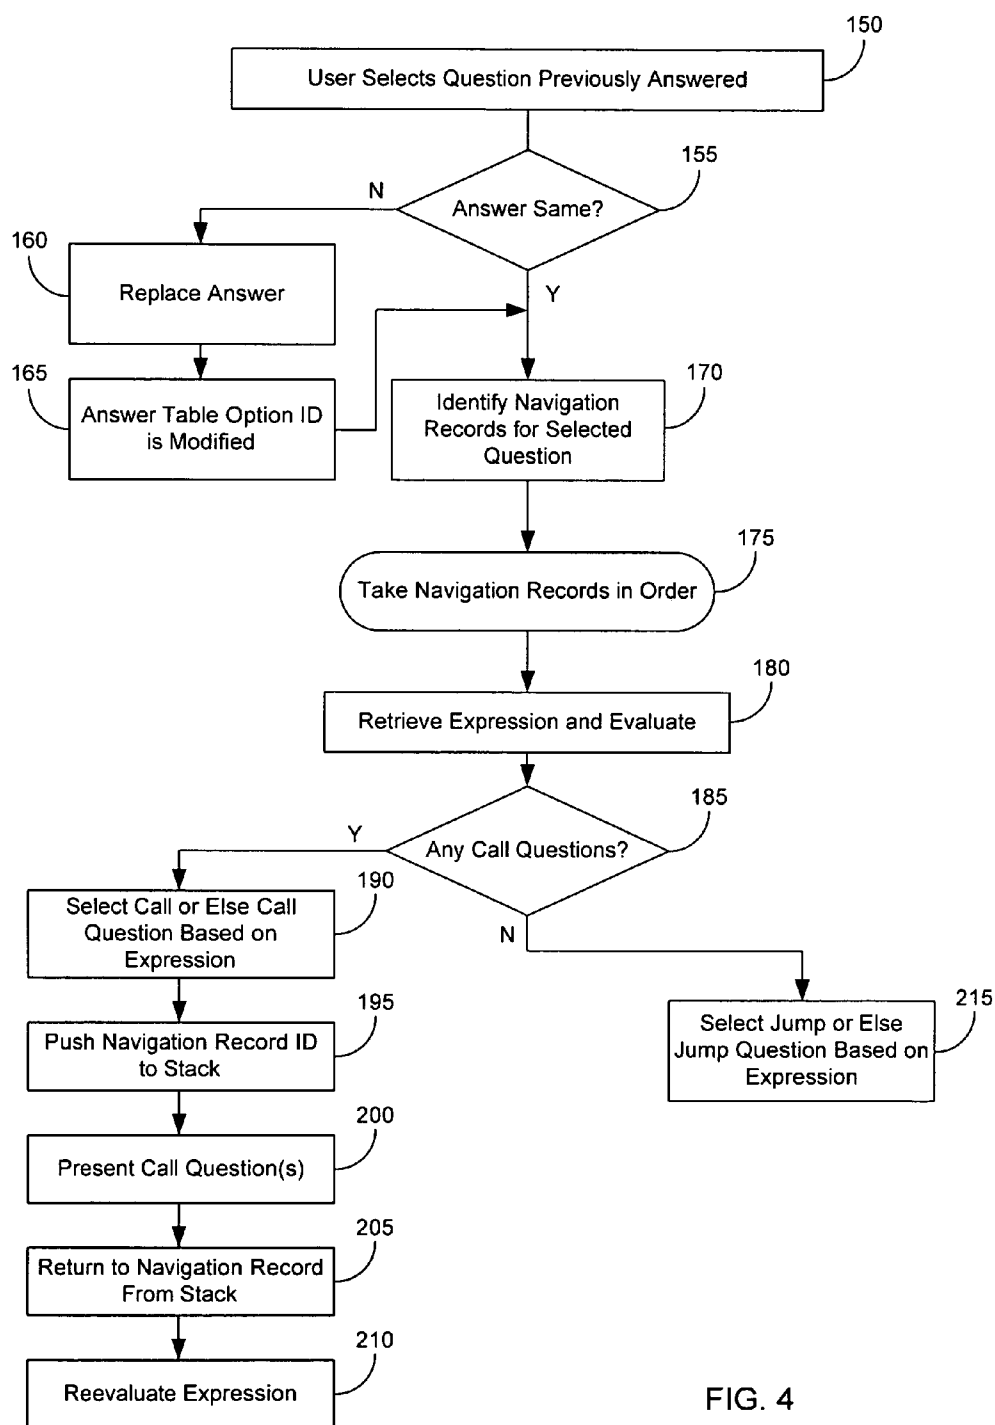 150
User Selects Question Previously Answered
155
N
Answer Same?
160
Replace Answer
Y
165
Answer Table Option ID
is Modified
170
Identify Navigation
Records for Selected
Question
175
Take Navigation Records in Order
180
Retrieve Expression and Evaluate
185
Y
Any Call Questions?
190
Select Call or Else Call
Question Based on
Expression
N
195
Push Navigation Record ID
to Stack
215
Select Jump or Else
Jump Question Based on
Expression
200
Present Call Question(s)
205
Return to Navigation Record
From Stack
210
Reevaluate Expression
FIG. 4